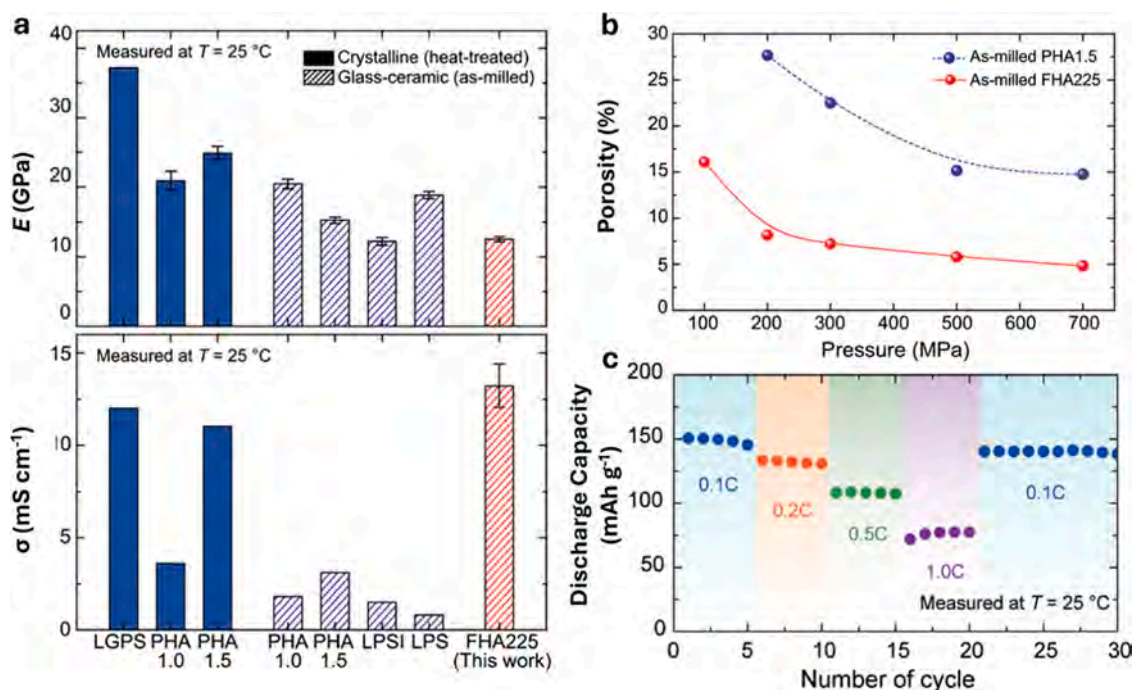 a
Measured at T = 25 °C
Crystalline (heat-treated)
Glass-ceramic (as-milled)
E (GPa)
40
30
20
10
0
Measured at T = 25 °C
σ (mS cm⁻¹)
15
10
5
0
LGPS PHA PHA PHA PHA LPSI LPS FHA225
1.0 1.5 1.0 1.5 (This work)
b
As-milled PHA1.5
As-milled FHA225
Porosity (%)
30
25
20
15
10
5
0
100 200 300 400 500 600 700
Pressure (MPa)
c
Discharge Capacity
(mAh g⁻¹)
200
150
100
50
0
0.1C
0.2C
0.5C
1.0C
0.1C
Measured at T = 25 °C
0 5 10 15 20 25 30
Number of cycle